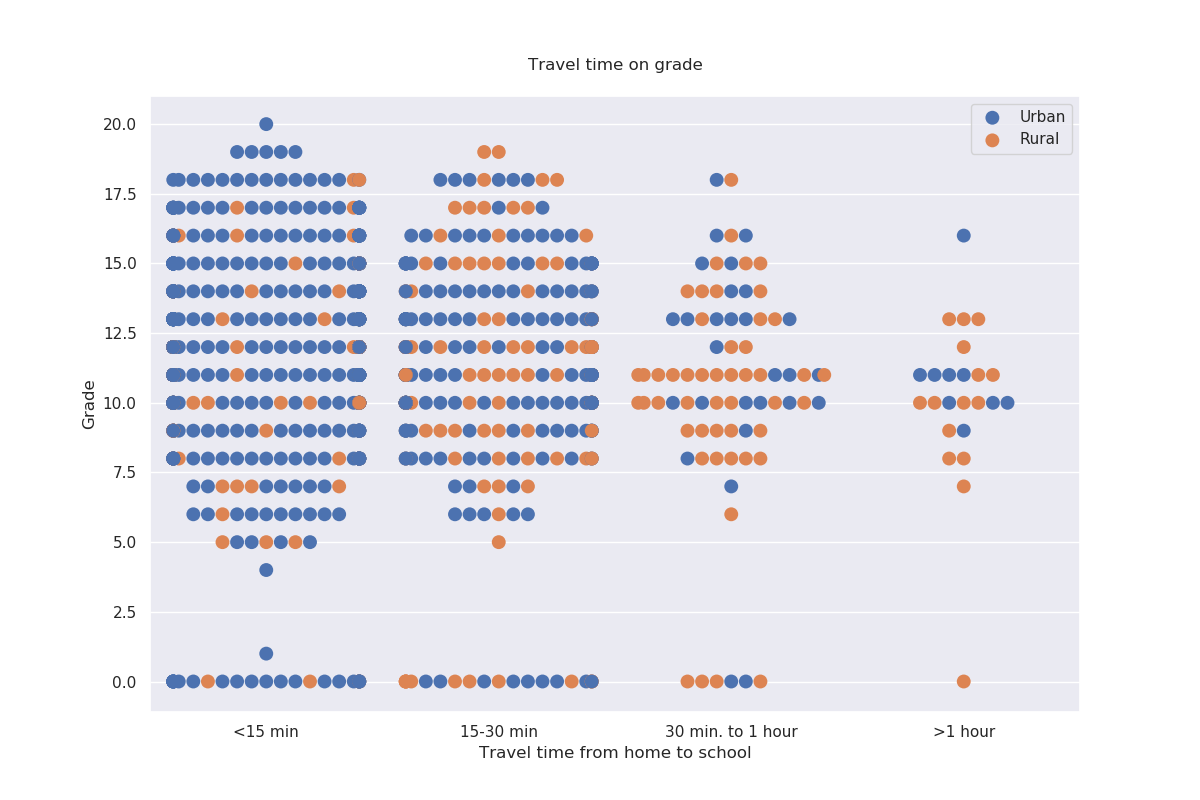 Travel time on grade
Urban
Rural
20.0
17.5
15.0
12.5
10.0
7.5
5.0
2.5
0.0
Grade
<15 min
15-30 min
30 min. to 1 hour
>1 hour
Travel time from home to school